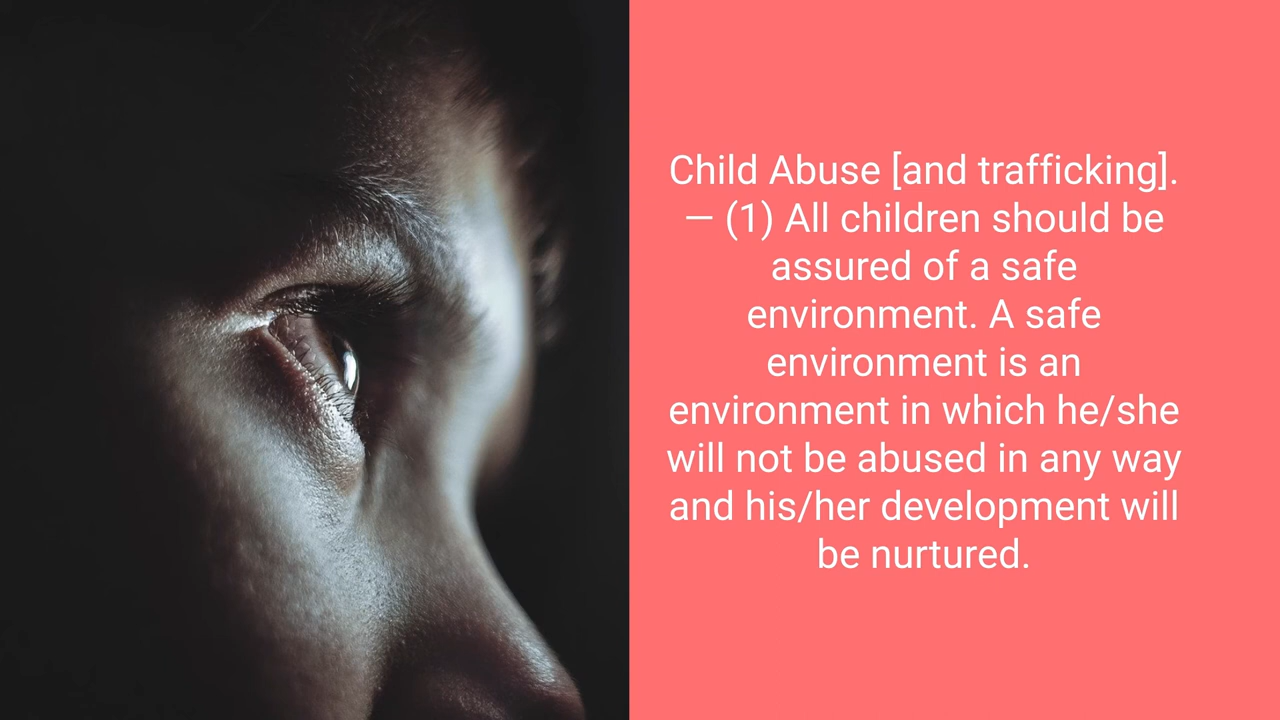 Child Abuse [and trafficking].
— (1) All children should be
assured of a safe
environment. A safe
environment is an
environment in which he/she
will not be abused in any way
and his/her development will
be nurtured.